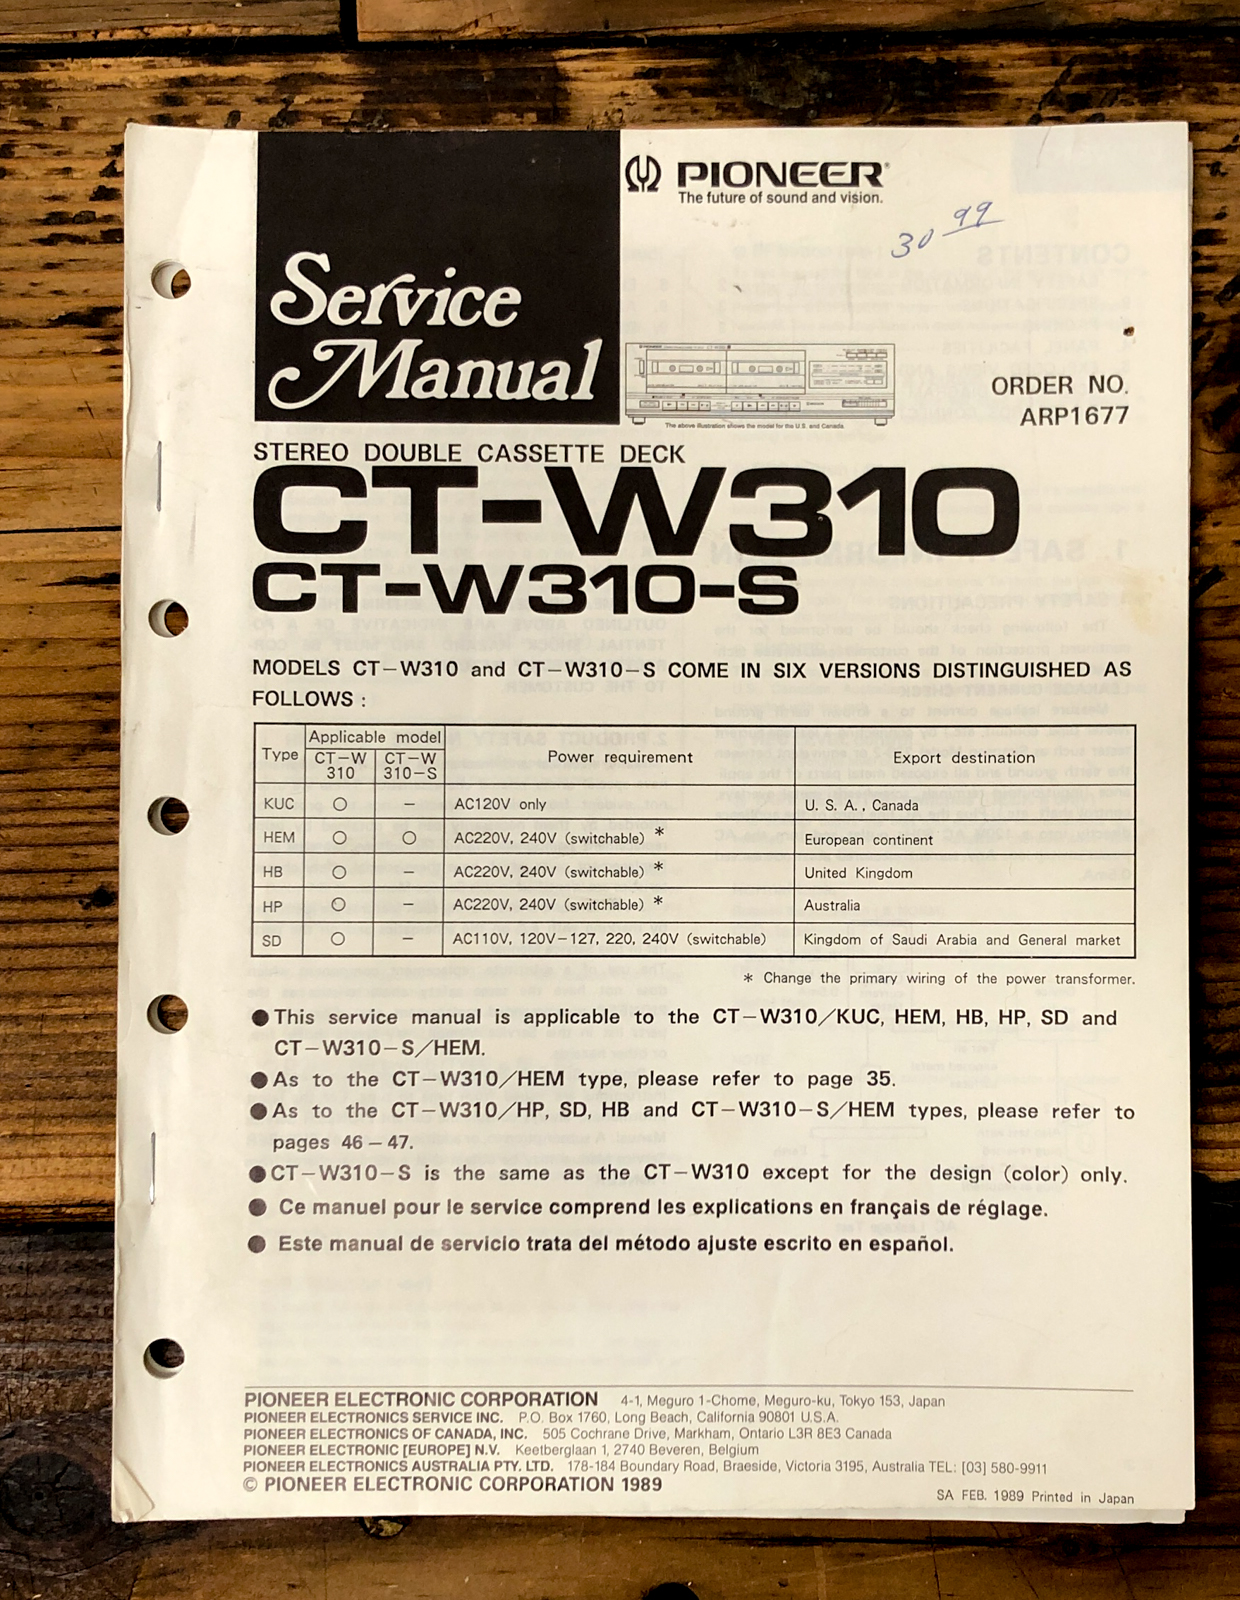 PIONEER®
The future of sound and vision.
30 99
Service
Manual
The above illustration shows the model for the U.S. and Canada.
ORDER NO.
ARP1677
STEREO DOUBLE CASSETTE DECK
CT-W310
CT-W310-S
MODELS CT-W310 and CT-W310-S COME IN SIX VERSIONS DISTINGUISHED AS
FOLLOWS :
Type | Applicable model | Power requirement | Export destination
CT-W 310 | CT-W 310-S
KUC ○ – AC120V only U. S. A., Canada
HEM ○ ○ AC220V, 240V (switchable) * European continent
HB ○ – AC220V, 240V (switchable) * United Kingdom
HP ○ – AC220V, 240V (switchable) * Australia
SD ○ – AC110V, 120V-127, 220, 240V (switchable) Kingdom of Saudi Arabia and General market
* Change the primary wiring of the power transformer.
● This service manual is applicable to the CT-W310/KUC, HEM, HB, HP, SD and
CT-W310-S/HEM.
● As to the CT-W310/HEM type, please refer to page 35.
● As to the CT-W310/HP, SD, HB and CT-W310-S/HEM types, please refer to
pages 46 – 47.
● CT-W310-S is the same as the CT-W310 except for the design (color) only.
● Ce manuel pour le service comprend les explications en français de réglage.
● Este manual de servicio trata del método ajuste escrito en español.
PIONEER ELECTRONIC CORPORATION 4-1, Meguro 1-Chome, Meguro-ku, Tokyo 153, Japan
PIONEER ELECTRONICS SERVICE INC. P.O. Box 1760, Long Beach, California 90801 U.S.A.
PIONEER ELECTRONICS OF CANADA, INC. 505 Cochrane Drive, Markham, Ontario L3R 8E3 Canada
PIONEER ELECTRONIC [EUROPE] N.V. Keetberglaan 1, 2740 Beveren, Belgium
PIONEER ELECTRONICS AUSTRALIA PTY. LTD. 178-184 Boundary Road, Braeside, Victoria 3195, Australia TEL: [03] 580-9911
© PIONEER ELECTRONIC CORPORATION 1989
SA FEB. 1989 Printed in Japan